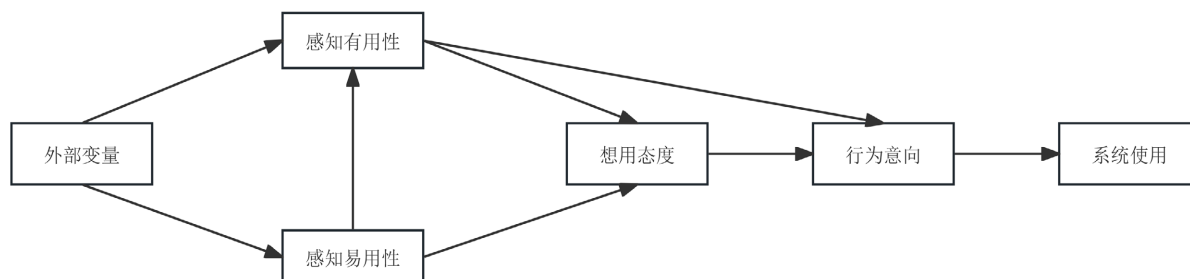 感知有用性
外部变量
想用态度
行为意向
系统使用
感知易用性